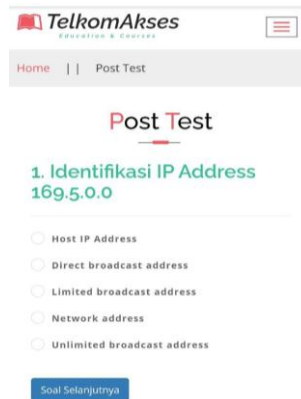 TelkomAkses
Education & Courses
Home || Post Test
Post Test
1. Identifikasi IP Address
169.5.0.0
Host IP Address
Direct broadcast address
Limited broadcast address
Network address
Unlimited broadcast address
Soal Selanjutnya